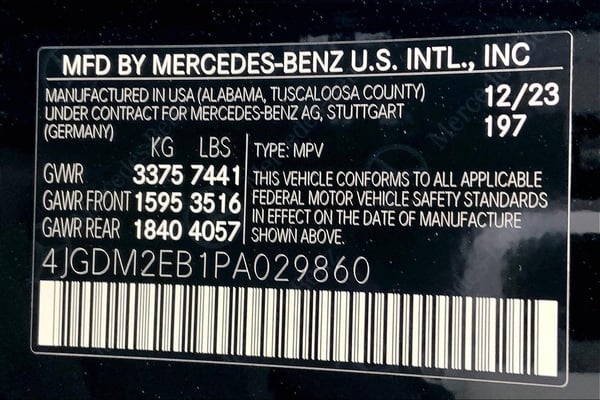 MFD BY MERCEDES-BENZ U.S. INTL., INC
MANUFACTURED IN USA (ALABAMA, TUSCALOOSA COUNTY)
UNDER CONTRACT FOR MERCEDES-BENZ AG, STUTTGART
(GERMANY)
12/23
197
KG LBS
GVWR 3375 7441
GAWR FRONT 1595 3516
GAWR REAR 1840 4057
TYPE: MPV
THIS VEHICLE CONFORMS TO ALL APPLICABLE
FEDERAL MOTOR VEHICLE SAFETY STANDARDS
IN EFFECT ON THE DATE OF MANUFACTURE
SHOWN ABOVE.
4JGDM2EB1PA029860